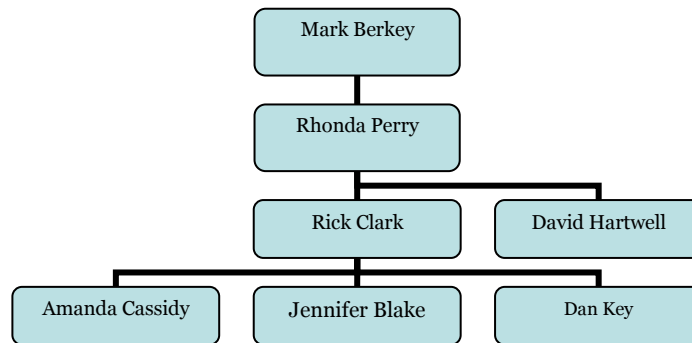 Mark Berkey
Rhonda Perry
Rick Clark
David Hartwell
Amanda Cassidy
Jennifer Blake
Dan Key